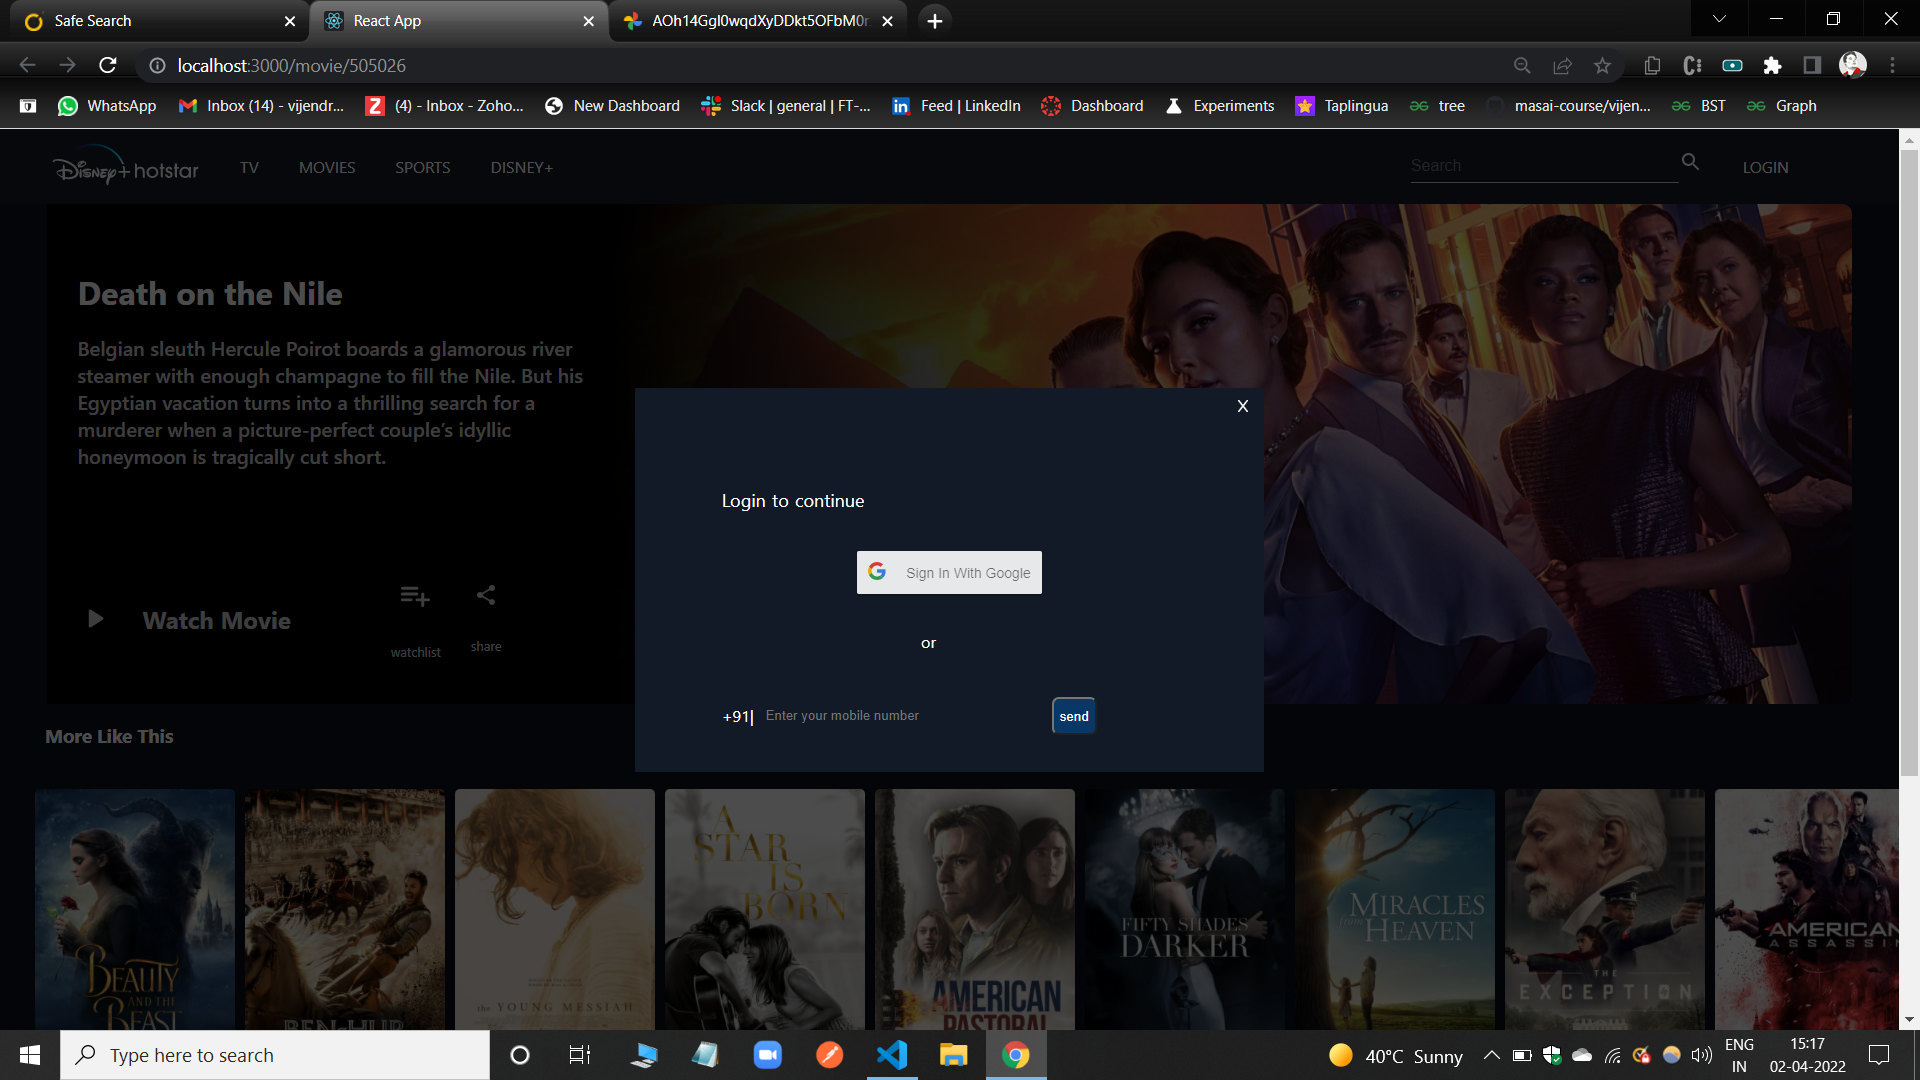 Safe Search
React App
AOh14Ggl0wqdXyDDkt5OFbM0r
localhost:3000/movie/505026
WhatsApp
Inbox (14) - vijendr...
(4) - Inbox - Zoho...
New Dashboard
Slack | general | FT-...
Feed | LinkedIn
Dashboard
Experiments
Taplingua
tree
masai-course/vijen...
BST
Graph
Disney+ hotstar
TV
MOVIES
SPORTS
DISNEY+
Search
LOGIN
Death on the Nile
Belgian sleuth Hercule Poirot boards a glamorous river
steamer with enough champagne to fill the Nile. But his
Egyptian vacation turns into a thrilling search for a
murderer when a picture-perfect couple’s idyllic
honeymoon is tragically cut short.
Watch Movie
watchlist
share
X
Login to continue
Sign In With Google
or
+91|
Enter your mobile number
send
More Like This
BEAUTY
AND THE
BEAST
BEN-HUR
the YOUNG MESSIAH
A
STAR
IS
BORN
AMERICAN
PASTORAL
FIFTY SHADES
DARKER
MIRACLES
from HEAVEN
THE
EXCEPTION
AMERICAN
ASSASSIN
Type here to search
40°C Sunny
ENG
IN
15:17
02-04-2022